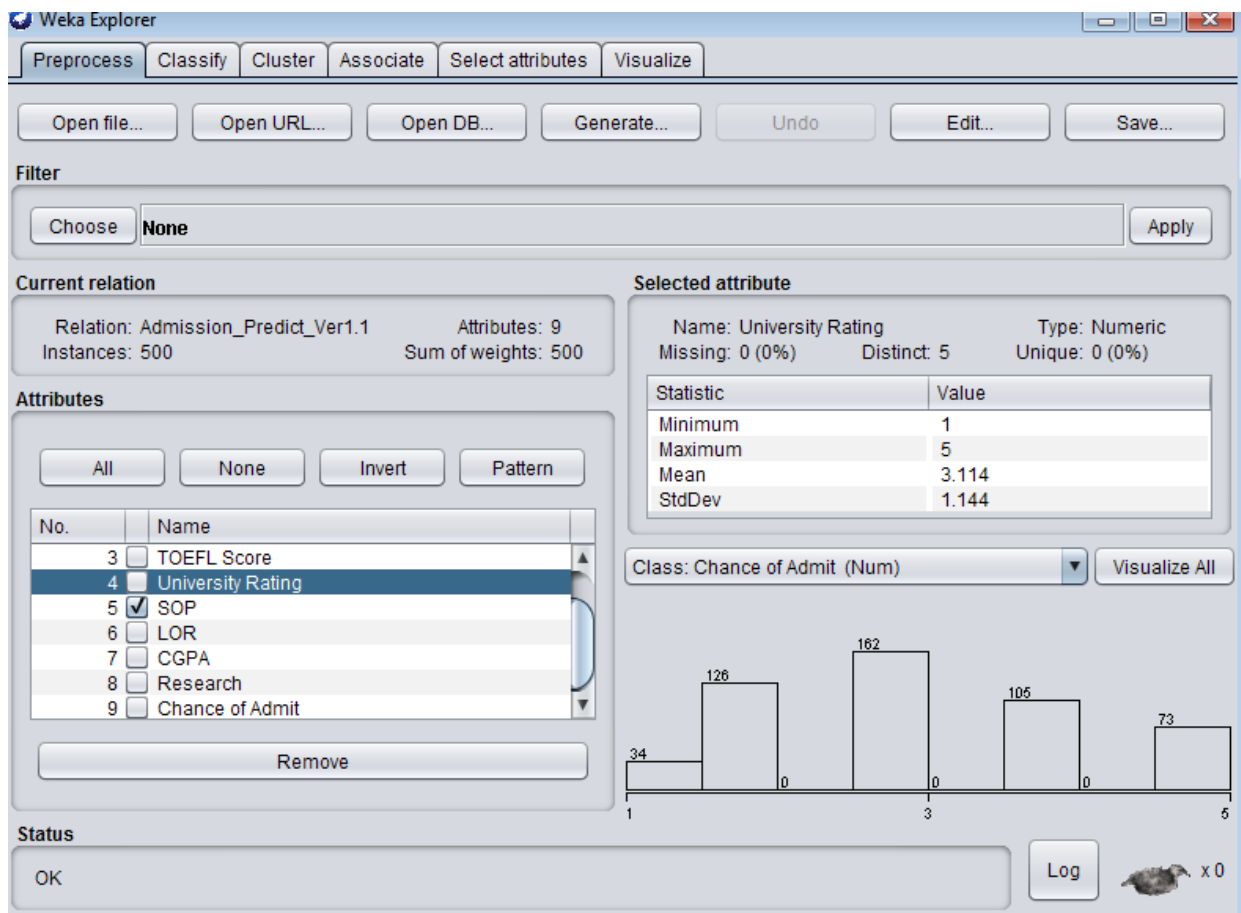 Weka Explorer
Preprocess Classify Cluster Associate Select attributes Visualize
Open file... Open URL... Open DB... Generate... Undo Edit... Save...
Filter
Choose None Apply
Current relation
Relation: Admission_Predict_Ver1.1 Attributes: 9
Instances: 500 Sum of weights: 500
Attributes
All None Invert Pattern
No. Name
3 TOEFL Score
4 University Rating
5 SOP
6 LOR
7 CGPA
8 Research
9 Chance of Admit
Remove
Selected attribute
Name: University Rating Type: Numeric
Missing: 0 (0%) Distinct: 5 Unique: 0 (0%)
Statistic Value
Minimum 1
Maximum 5
Mean 3.114
StdDev 1.144
Class: Chance of Admit (Num) Visualize All
34 126 0 162 0 105 0 73
1 3 5
Status
OK
Log x 0